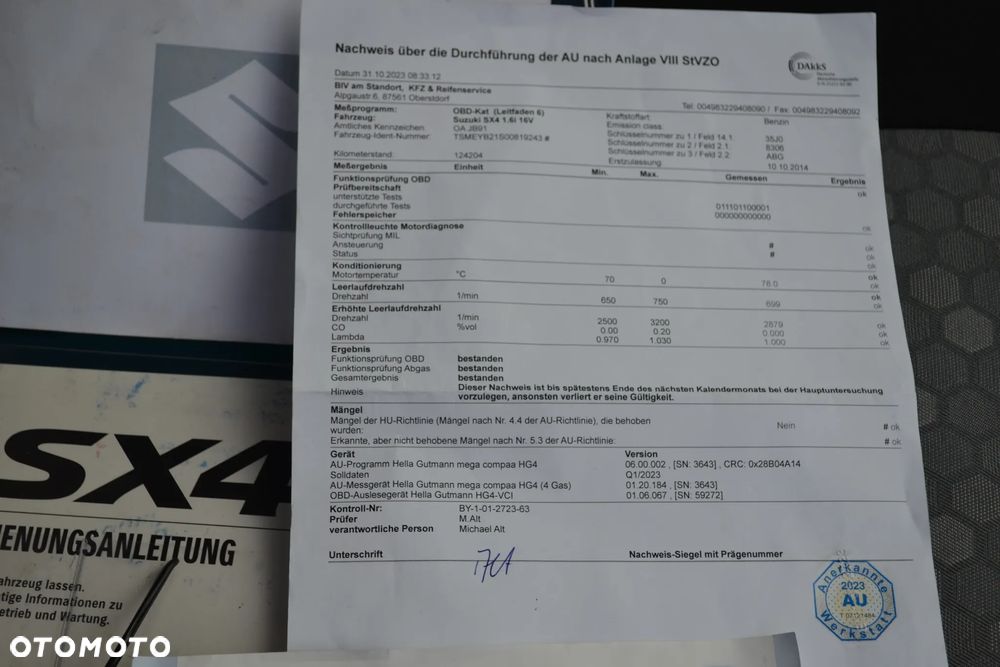 Nachweis über die Durchführung der AU nach Anlage VIII StVZO
DAkkS
Datum 31.10.2023 08:33:12
BIV am Standort, KFZ & Reifenservice
Alpgaustr.6, 87561 Oberstdorf
Tel: 004983229408090 / Fax: 004983229408092
Meßprogramm: OBD-Kat (Leitfaden 6) Kraftstoffart: Benzin
Fahrzeug: Suzuki SX4 1.6i 16V Emission class:
Amtliches Kennzeichen: OA JB91 Schlüsselnummer zu 1 / Feld 14.1: 35J0
Fahrzeug-Ident-Nummer: TSMEYB21S00819243 # Schlüsselnummer zu 2 / Feld 2.1: 8306
Schlüsselnummer zu 3 / Feld 2.2: ABG
Kilometerstand: 124204 Erstzulassung: 10.10.2014
Meßergebnis Einheit Min. Max. Gemessen Ergebnis
Funktionsprüfung OBD ok
Prüfbereitschaft ok
unterstützte Tests 011101100001
durchgeführte Tests 000000000000
Fehlerspeicher ok
Kontrollleuchte Motordiagnose
Sichtprüfung MIL # ok
Ansteuerung # ok
Status ok
Konditionierung ok
Motortemperatur °C 70 0 76.0 ok
Leerlaufdrehzahl ok
Drehzahl 1/min 650 750 699 ok
Erhöhte Leerlaufdrehzahl
Drehzahl 1/min 2500 3200 2879 ok
CO %vol 0.00 0.20 0.000 ok
Lambda 0.970 1.030 1.000 ok
Ergebnis
Funktionsprüfung OBD bestanden
Funktionsprüfung Abgas bestanden
Gesamtergebnis bestanden
Hinweis Dieser Nachweis ist bis spätestens Ende des nächsten Kalendermonats bei der Hauptuntersuchung
vorzulegen, ansonsten verliert er seine Gültigkeit.
Mängel
Mängel der HU-Richtlinie (Mängel nach Nr. 4.4 der AU-Richtlinie), die behoben
wurden: Nein # ok
Erkannte, aber nicht behobene Mängel nach Nr. 5.3 der AU-Richtlinie: # ok
Gerät Version
AU-Programm Hella Gutmann mega compaa HG4 06.00.002 , [SN: 3643] , CRC: 0x28B04A14
Solldaten Q1/2023
AU-Messgerät Hella Gutmann mega compaa HG4 (4 Gas) 01.20.184 , [SN: 3643]
OBD-Auslesegerät Hella Gutmann HG4-VCI 01.06.067 , [SN: 59272]
Kontroll-Nr: BY-1-01-2723-63
Prüfer M.Alt
verantwortliche Person Michael Alt
Unterschrift Nachweis-Siegel mit Prägenummer
Anerkannte
2023
AU
Werkstatt
SX4
IENUNGSANLEITUNG
ahrzeug lassen.
tige Informationen zu
etrieb und Wartung.
OTOMOTO